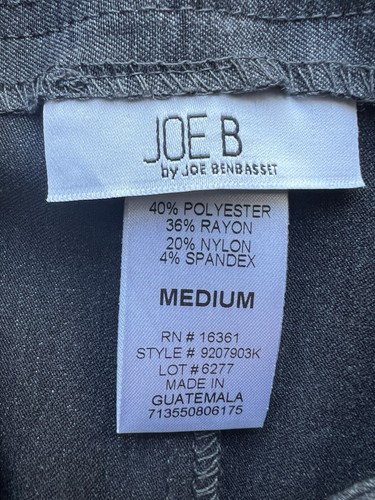 JOE B
by JOE BENBASSET
40% POLYESTER
36% RAYON
20% NYLON
4% SPANDEX
MEDIUM
RN # 16361
STYLE # 9207903K
LOT # 6277
MADE IN
GUATEMALA
713550806175